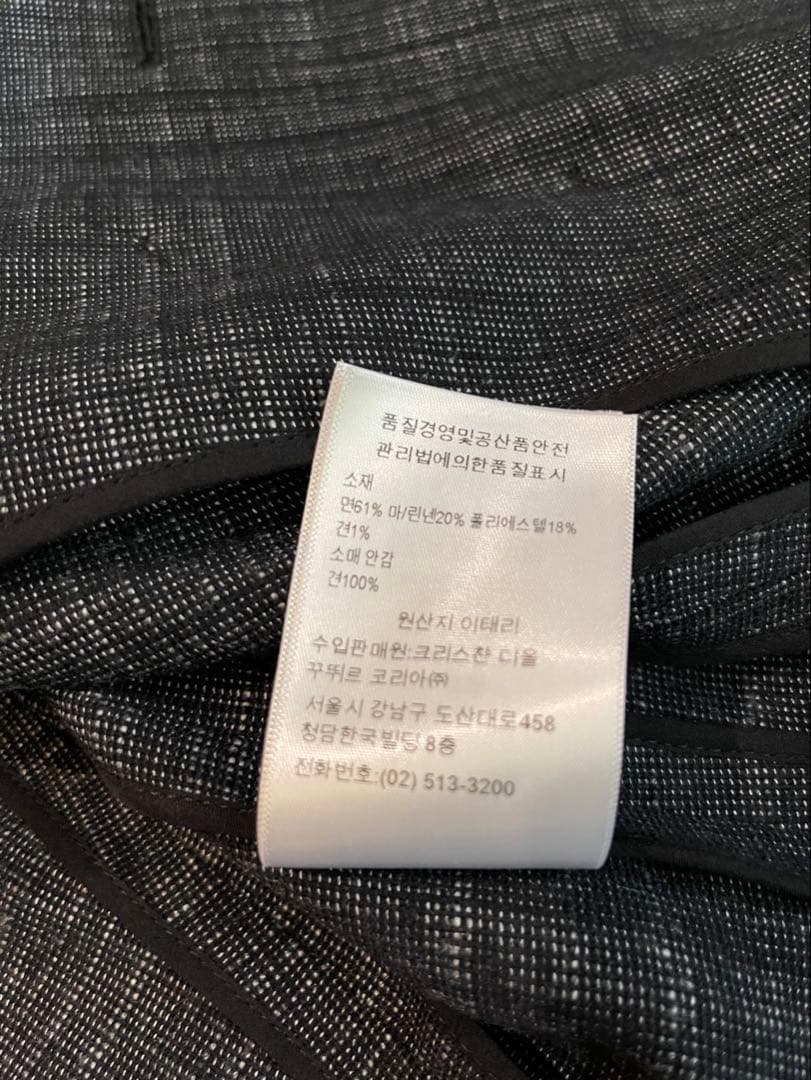 품질경영및공산품안전
관리법에의한품질표시
소재
면61% 마/린넨20% 폴리에스텔18%
견1%
소매 안감
견100%
원산지 이태리
수입판매원:크리스챤 디올
꾸뛰르 코리아㈜
서울시 강남구 도산대로458
청담한국빌딩 8층
전화번호:(02) 513-3200